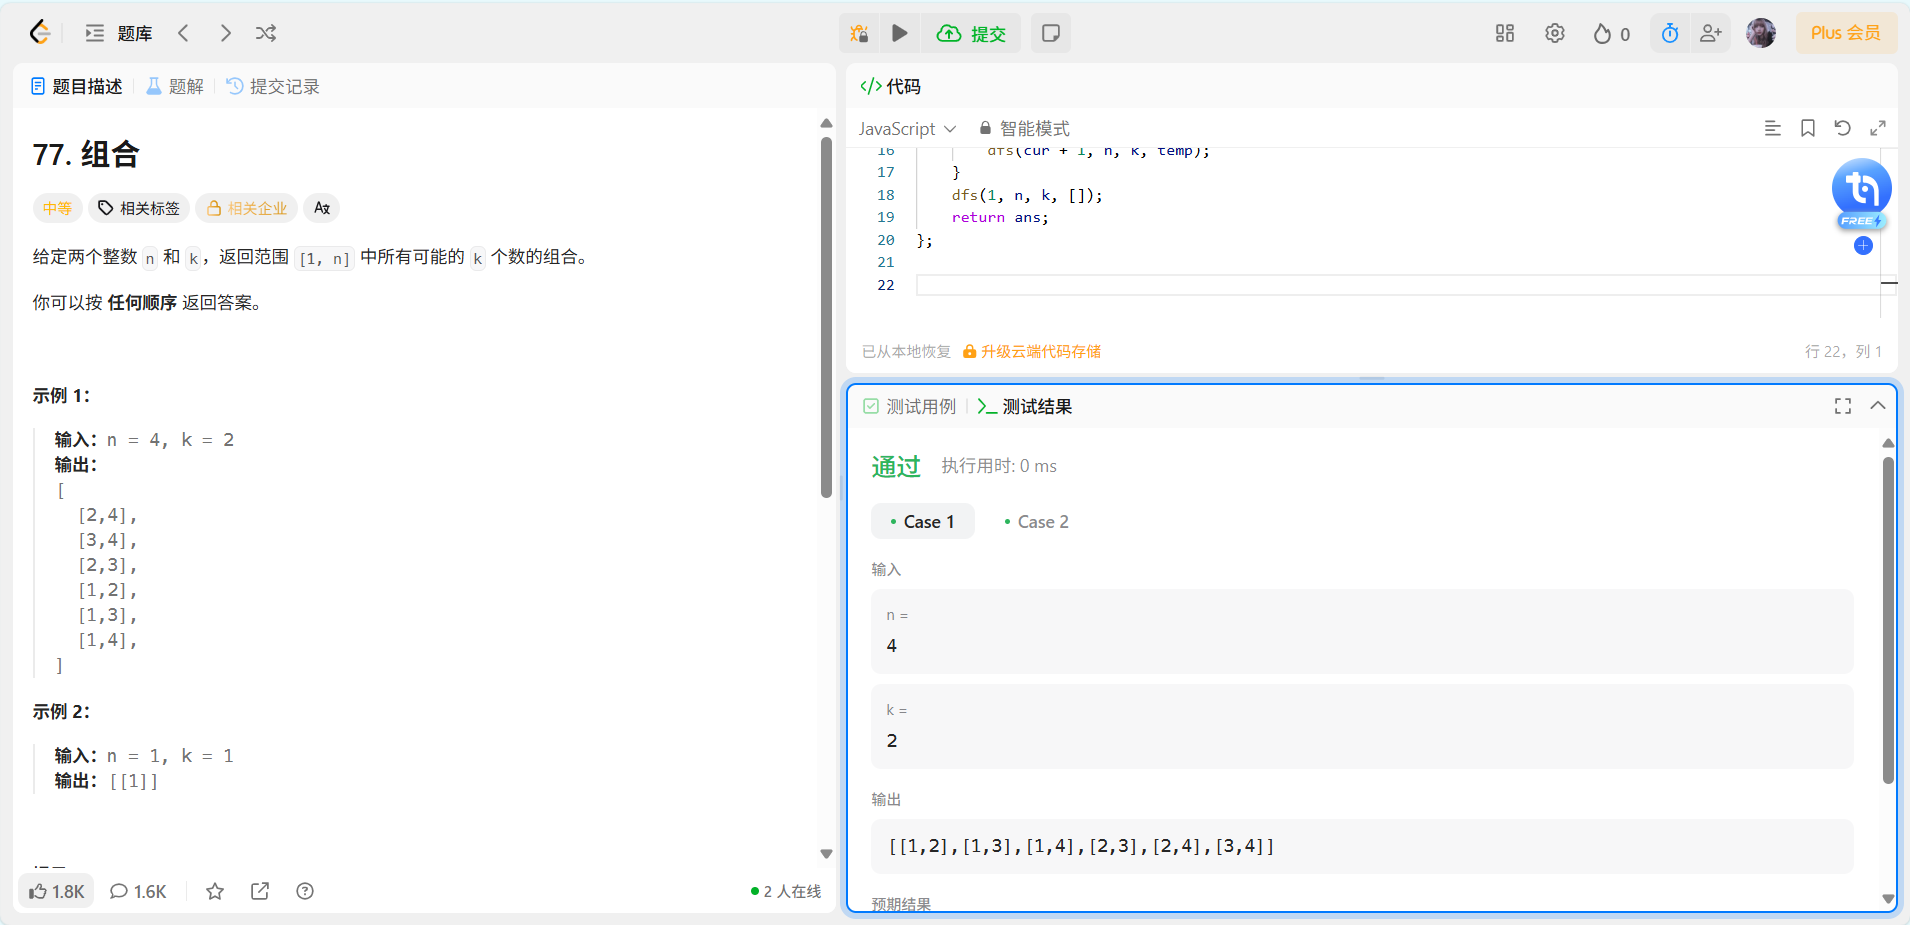 题库
提交
0
Plus 会员
题目描述
题解
提交记录
77. 组合
中等
相关标签
相关企业
给定两个整数 n 和 k，返回范围 [1, n] 中所有可能的 k 个数的组合。
你可以按 任何顺序 返回答案。
示例 1：
输入：n = 4, k = 2
输出：
[
[2,4],
[3,4],
[2,3],
[1,2],
[1,3],
[1,4],
]
示例 2：
输入：n = 1, k = 1
输出：[[1]]
1.8K
1.6K
2 人在线
</> 代码
JavaScript
智能模式
16 dfs(cur + 1, n, k, temp);
17 }
18 dfs(1, n, k, []);
19 return ans;
20 };
21
22
FREE
已从本地恢复
升级云端代码存储
行 22，列 1
测试用例
测试结果
通过
执行用时: 0 ms
Case 1
Case 2
输入
n =
4
k =
2
输出
[[1,2],[1,3],[1,4],[2,3],[2,4],[3,4]]
预期结果